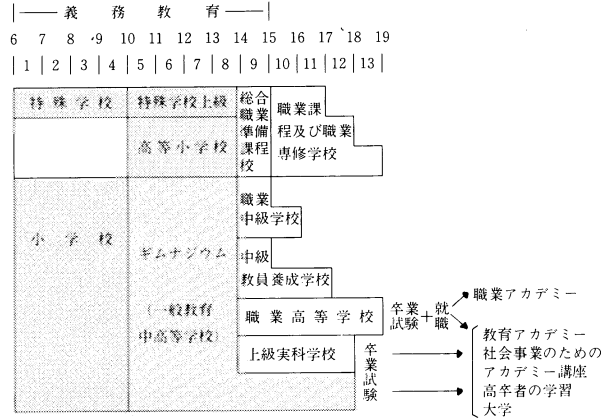 義務教育
6 7 8 9 10 11 12 13 14 15 16 17 18 19
1 2 3 4 5 6 7 8 9 10 11 12 13
特殊学校
特殊学校上級
総合
職業
準備
課程
校
職業課
程及び職業
専修学校
高等小学校
小学校
ギムナジウム
(一般教育
中高等学校)
職業
中級学校
中級
教員養成学校
職業高等学校
上級実科学校
卒業
試験
+
就
職
職業アカデミー
卒業試験
教育アカデミー
社会事業のための
アカデミー講座
高卒者の学習
大学